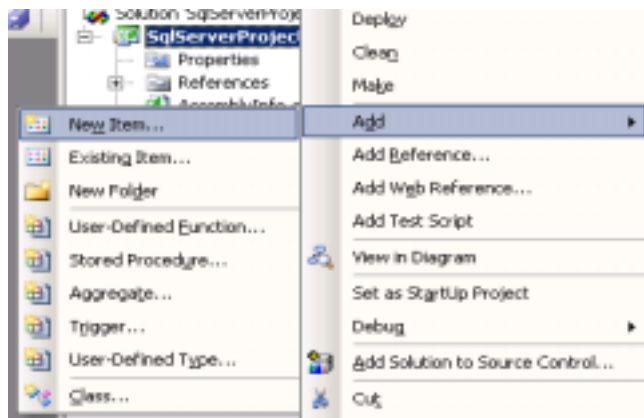 Solution 'SqlServerProje
SqlServerProject
Properties
References
AssemblyInfo.
New Item...
Existing Item...
New Folder
User-Defined Function...
Stored Procedure...
Aggregate...
Trigger...
User-Defined Type...
Class...
Deploy
Clean
Make
Add
Add Reference...
Add Web Reference...
Add Test Script
View in Diagram
Set as StartUp Project
Debug
Add Solution to Source Control...
Cut